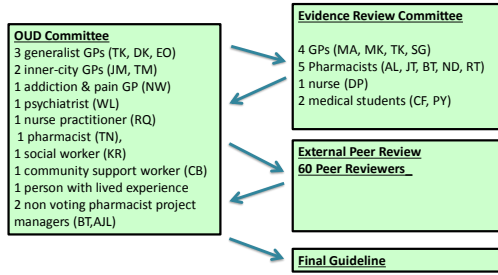 OUD Committee
3 generalist GPs (TK, DK, EO)
2 inner-city GPs (JM, TM)
1 addiction & pain GP (NW)
1 psychiatrist (WL)
1 nurse practitioner (RQ)
1 pharmacist (TN),
1 social worker (KR)
1 community support worker (CB)
1 person with lived experience
2 non voting pharmacist project
managers (BT,AJL)
Evidence Review Committee
4 GPs (MA, MK, TK, SG)
5 Pharmacists (AL, JT, BT, ND, RT)
1 nurse (DP)
2 medical students (CF, PY)
External Peer Review
60 Peer Reviewers_
Final Guideline